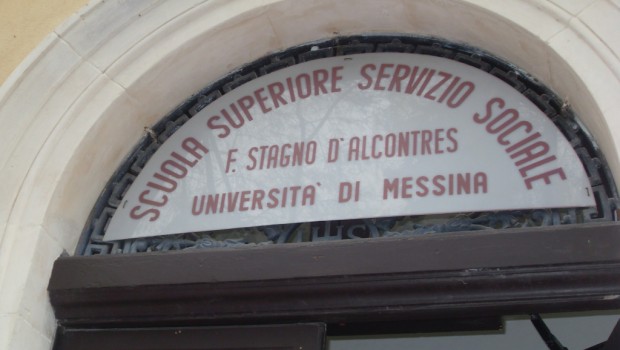 SCUOLA SUPERIORE SERVIZIO SOCIALE
F. STAGNO D'ALCONTRES
UNIVERSITA' DI MESSINA